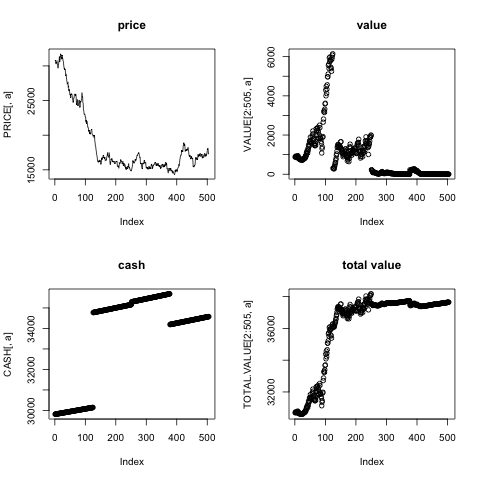 price
value
PRICE[, a]
15000
25000
0
100
200
300
400
500
Index
VALUE[2:505, a]
0
2000
4000
6000
0
100
200
300
400
500
Index
cash
total value
CASH[, a]
30000
32000
34000
0
100
200
300
400
500
Index
TOTAL.VALUE[2:505, a]
32000
36000
0
100
200
300
400
500
Index